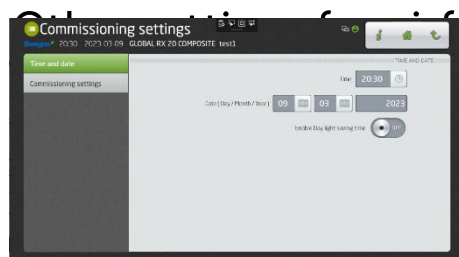 Commissioning settings
Swegon 20:30 2023-03-09 GLOBAL RX 20 COMPOSITE test1
TIME AND DATE
Time and date
Commissioning settings
Time 20:30
Date (Day / Month / Year) 09 03 2023
Enable Day light saving time OFF